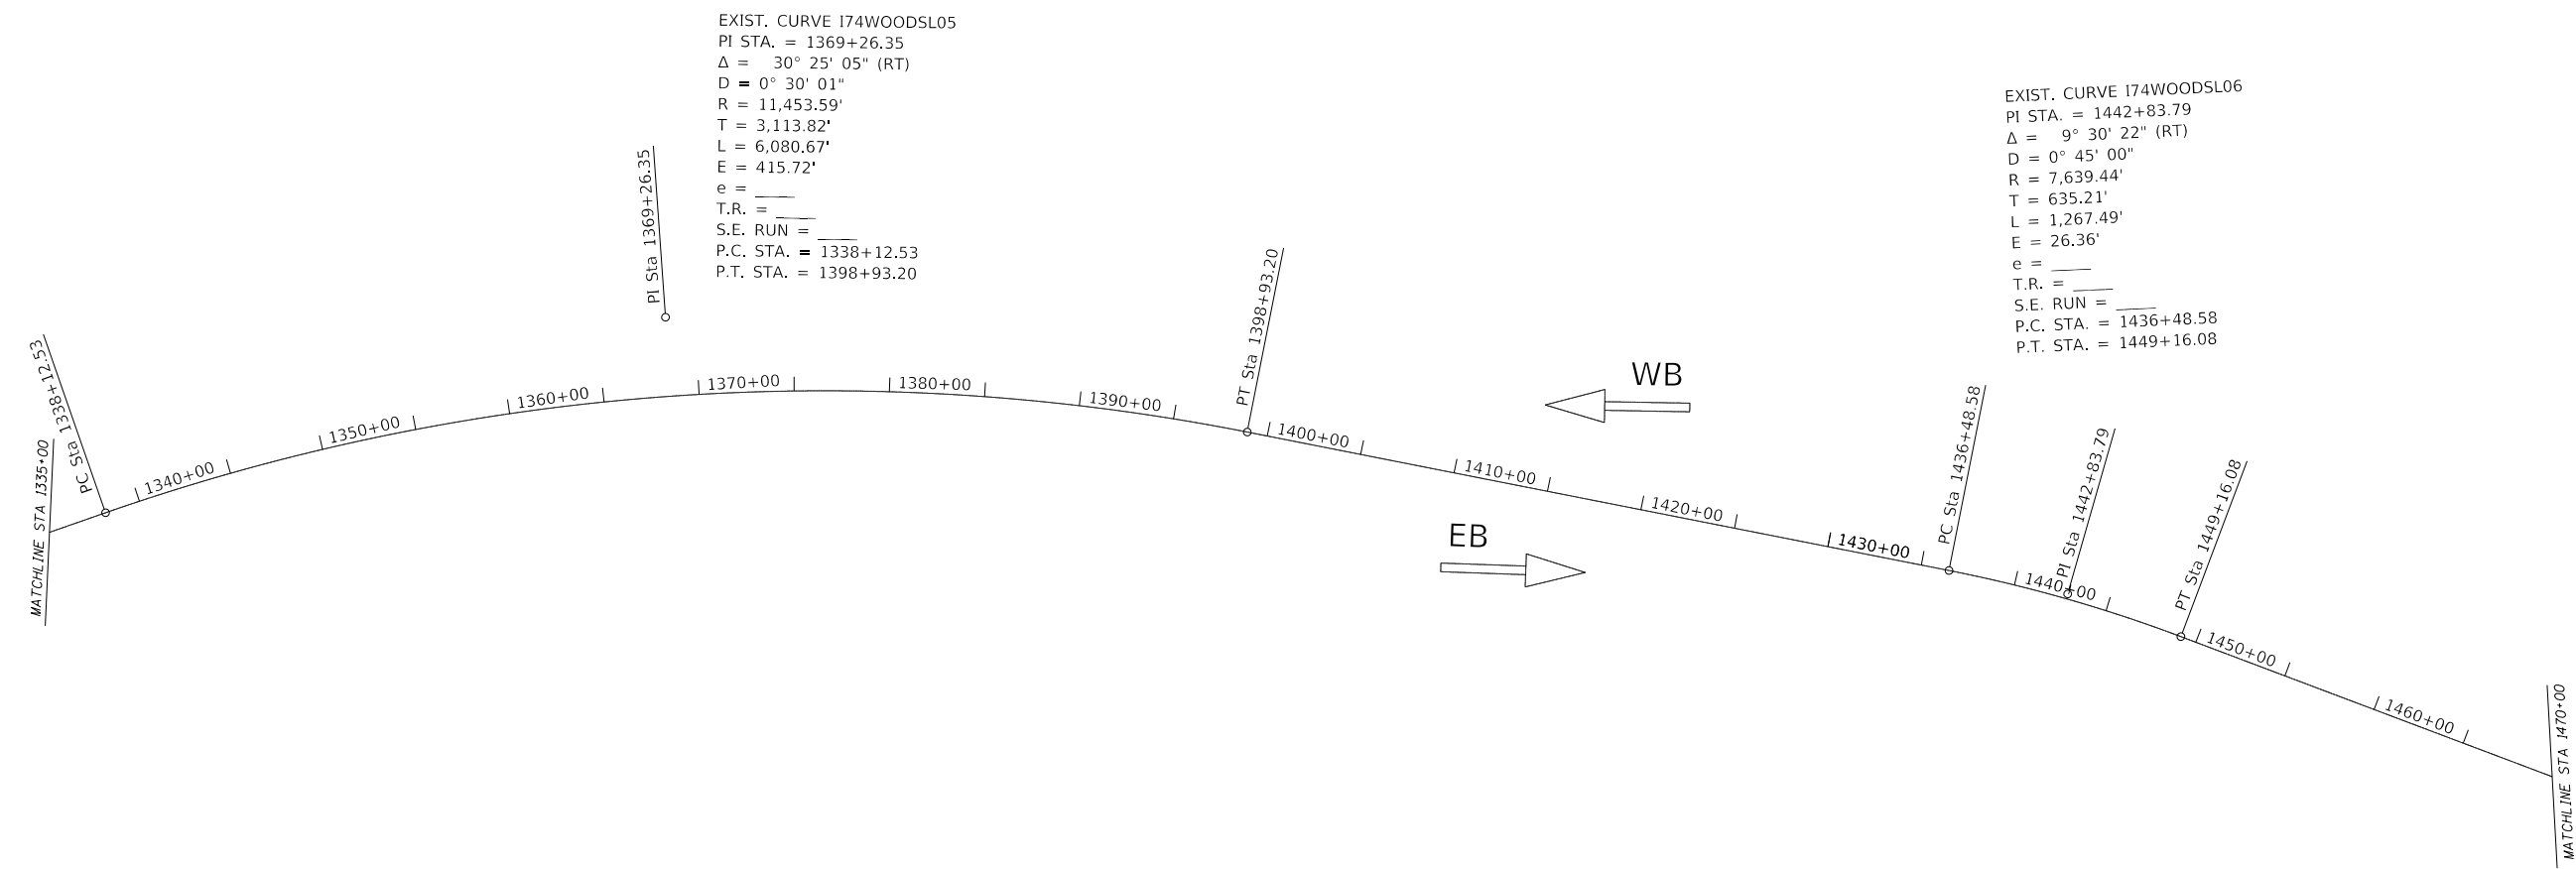 EXIST. CURVE I74WOODSL05
PI STA. = 1369+26.35
Δ = 30° 25' 05" (RT)
D = 0° 30' 01"
R = 11,453.59'
T = 3,113.82'
L = 6,080.67'
E = 415.72'
e = ____
T.R. = ____
S.E. RUN = ____
P.C. STA. = 1338+12.53
P.T. STA. = 1398+93.20
EXIST. CURVE I74WOODSL06
PI STA. = 1442+83.79
Δ = 9° 30' 22" (RT)
D = 0° 45' 00"
R = 7,639.44'
T = 635.21'
L = 1,267.49'
E = 26.36'
e = ____
T.R. = ____
S.E. RUN = ____
P.C. STA. = 1436+48.58
P.T. STA. = 1449+16.08
MATCHLINE STA 1335+00
PC Sta 1338+12.53
PI Sta 1369+26.35
PT Sta 1398+93.20
WB
EB
PC Sta 1436+48.58
PI Sta 1442+83.79
PT Sta 1449+16.08
1340+00
1350+00
1360+00
1370+00
1380+00
1390+00
1400+00
1410+00
1420+00
1430+00
1440+00
1450+00
1460+00
MATCHLINE STA 1470+00